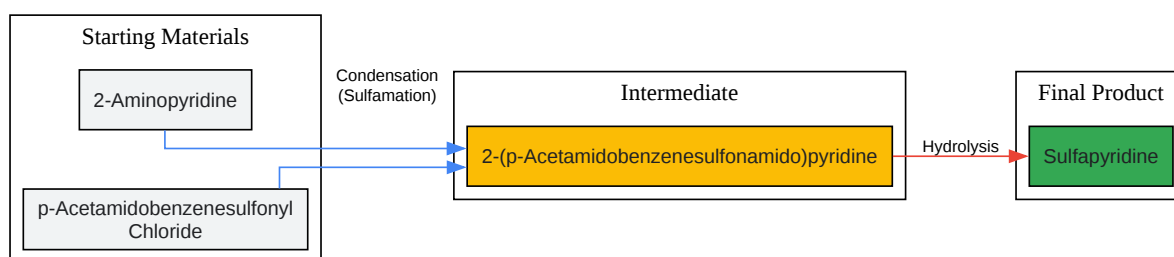 Starting Materials
2-Aminopyridine
p-Acetamidobenzenesulfonyl
Chloride
Condensation
(Sulfamation)
Intermediate
2-(p-Acetamidobenzenesulfonamido)pyridine
Hydrolysis
Final Product
Sulfapyridine